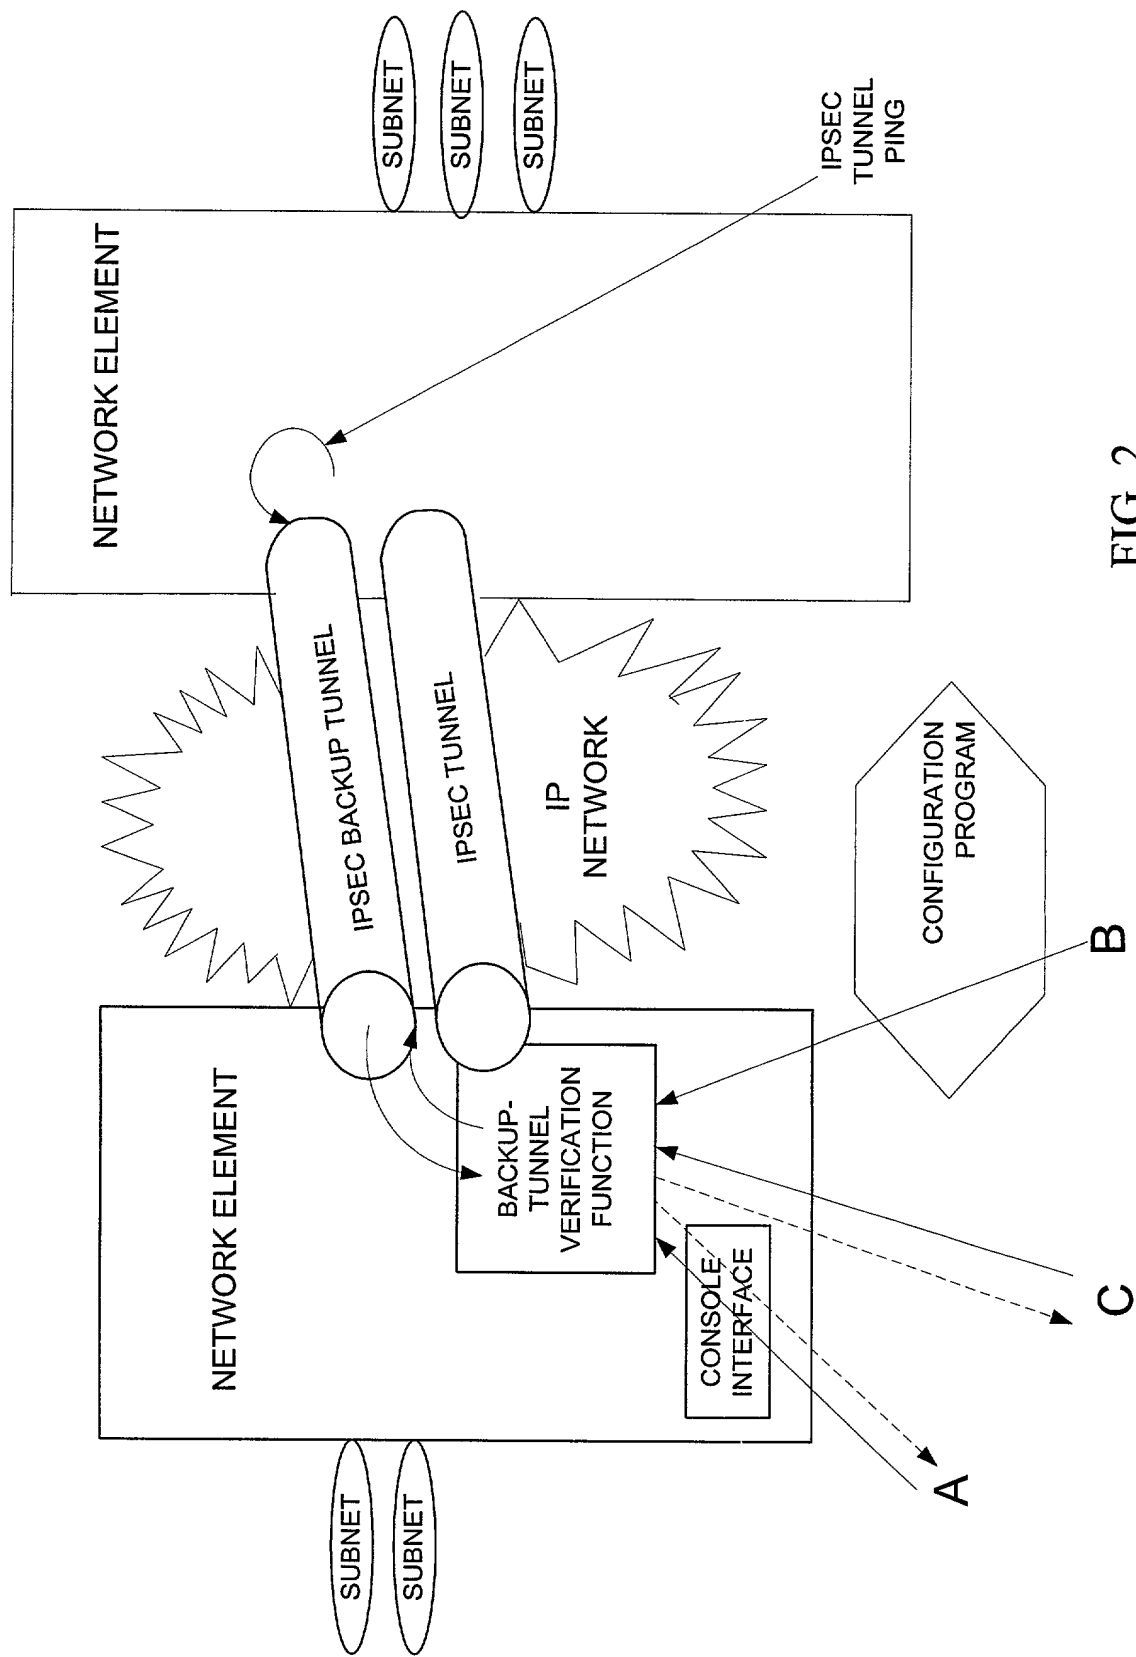 SUBNET
SUBNET
NETWORK ELEMENT
CONSOLE
INTERFACE
BACKUP-
TUNNEL
VERIFICATION
FUNCTION
IPSEC BACKUP TUNNEL
IPSEC TUNNEL
IP
NETWORK
NETWORK ELEMENT
SUBNET
SUBNET
SUBNET
IPSEC
TUNNEL
PING
CONFIGURATION
PROGRAM
A
C
B
FIG. 2